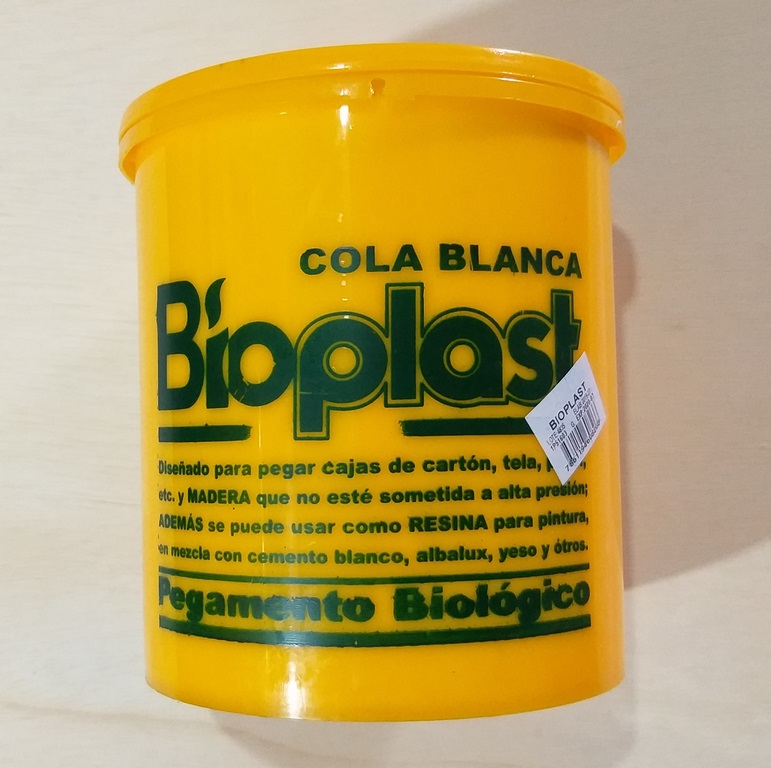 COLA BLANCA
Bioplast
BIOPLAST
Diseñado para pegar cajas de cartón, tela,
etc. y MADERA que no esté sometida a alta presión;
ADEMÁS se puede usar como RESINA para pintura,
en mezcla con cemento blanco, albalux, yeso y ótros.
Pegamento Biológico